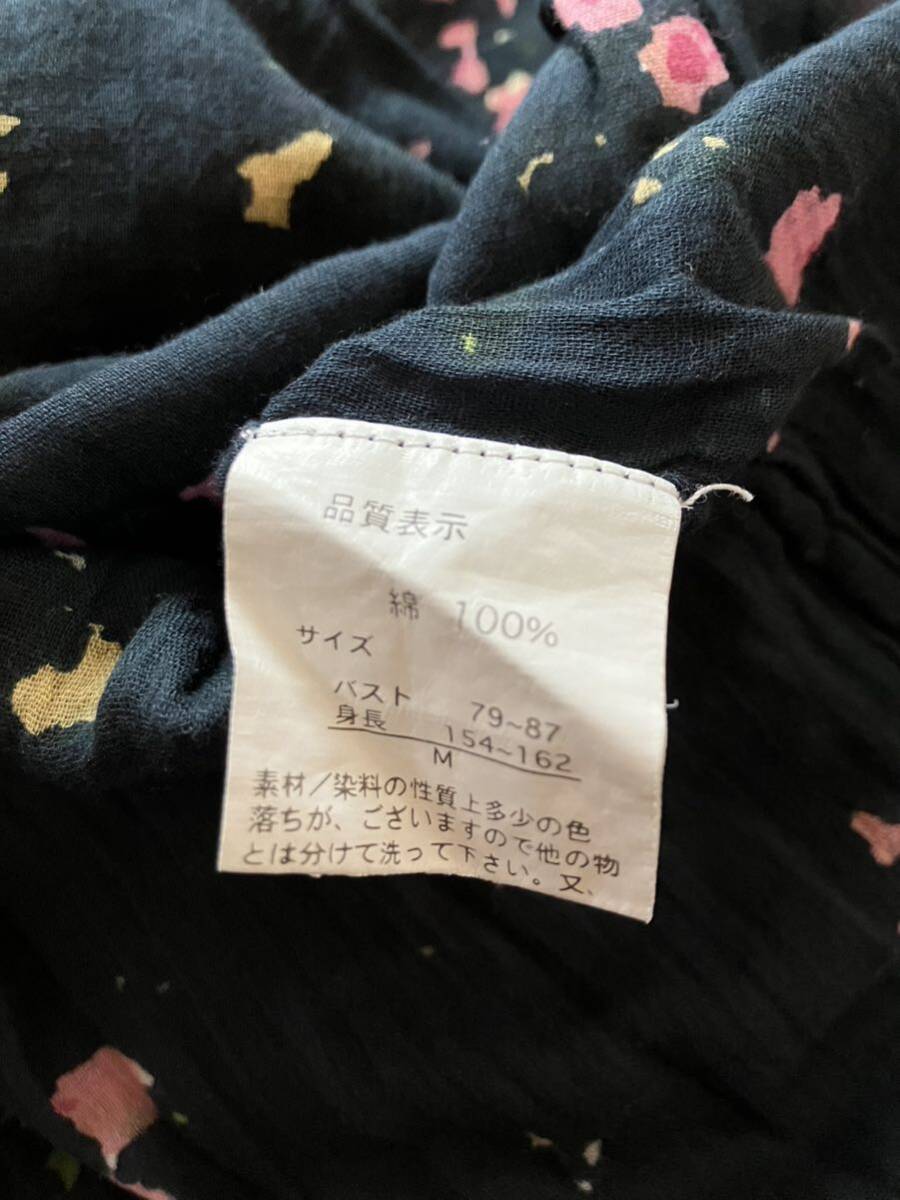 品質表示
綿 100%
サイズ
バスト 79~87
身長 154~162
M
素材/染料の性質上多少の色
落ちが、ございますので他の物
とは分けて洗って下さい。又、